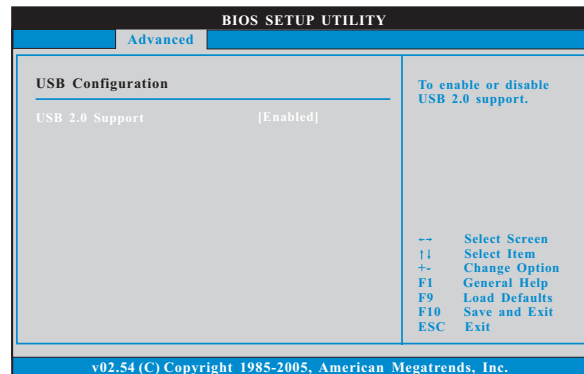 BIOS SETUP UTILITY
Advanced
USB Configuration
USB 2.0 Support [Enabled]
To enable or disable
USB 2.0 support.
←→ Select Screen
↑↓ Select Item
+- Change Option
F1 General Help
F9 Load Defaults
F10 Save and Exit
ESC Exit
v02.54 (C) Copyright 1985-2005, American Megatrends, Inc.